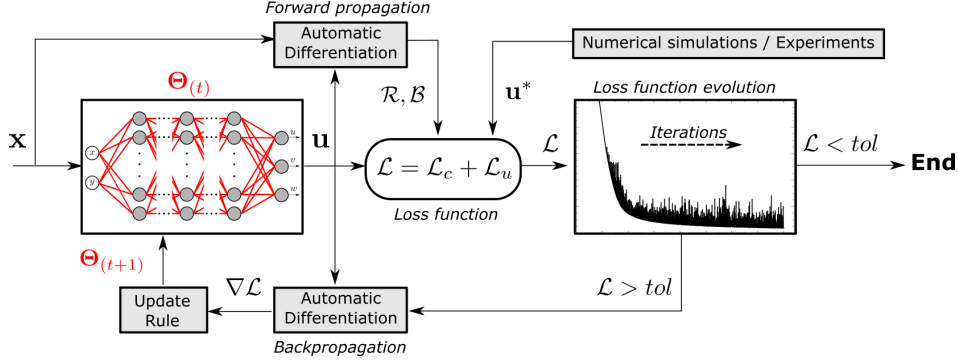 Forward propagation
Automatic
Differentiation
Numerical simulations / Experiments
Θ(t)
ℛ, ℬ
u*
Loss function evolution
x
x
y
u
v
w
u
ℒ = ℒc + ℒu
Loss function
ℒ
Iterations
ℒ < tol
End
Θ(t+1)
∇ℒ
Update
Rule
Automatic
Differentiation
Backpropagation
ℒ > tol